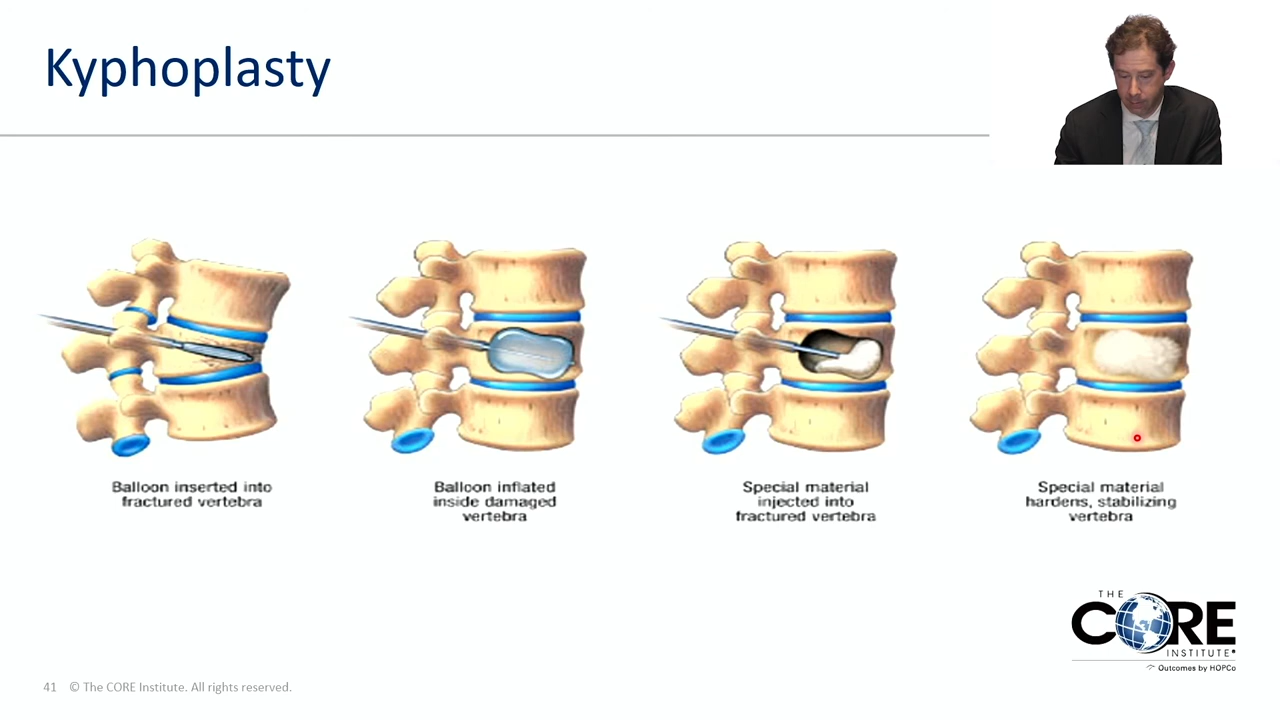 Kyphoplasty
Balloon inserted into
fractured vertebra
Balloon inflated
inside damaged
vertebra
Special material
injected into
fractured vertebra
Special material
hardens, stabilizing
vertebra
THE
CORE
INSTITUTE®
Outcomes by HOPCo
41 © The CORE Institute. All rights reserved.